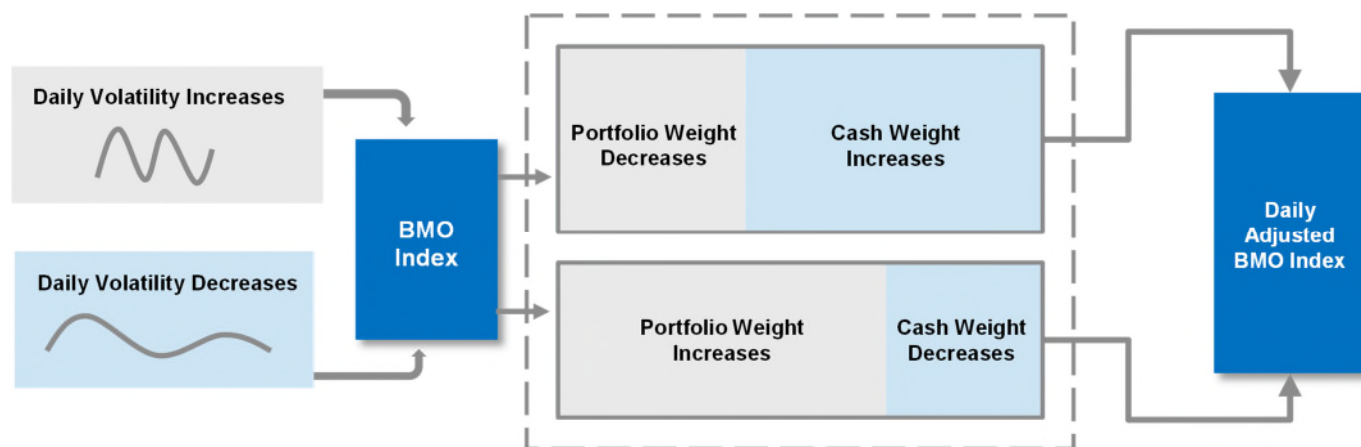 Daily Volatility Increases
Daily Volatility Decreases
BMO
Index
Portfolio Weight
Decreases
Cash Weight
Increases
Portfolio Weight
Increases
Cash Weight
Decreases
Daily
Adjusted
BMO Index